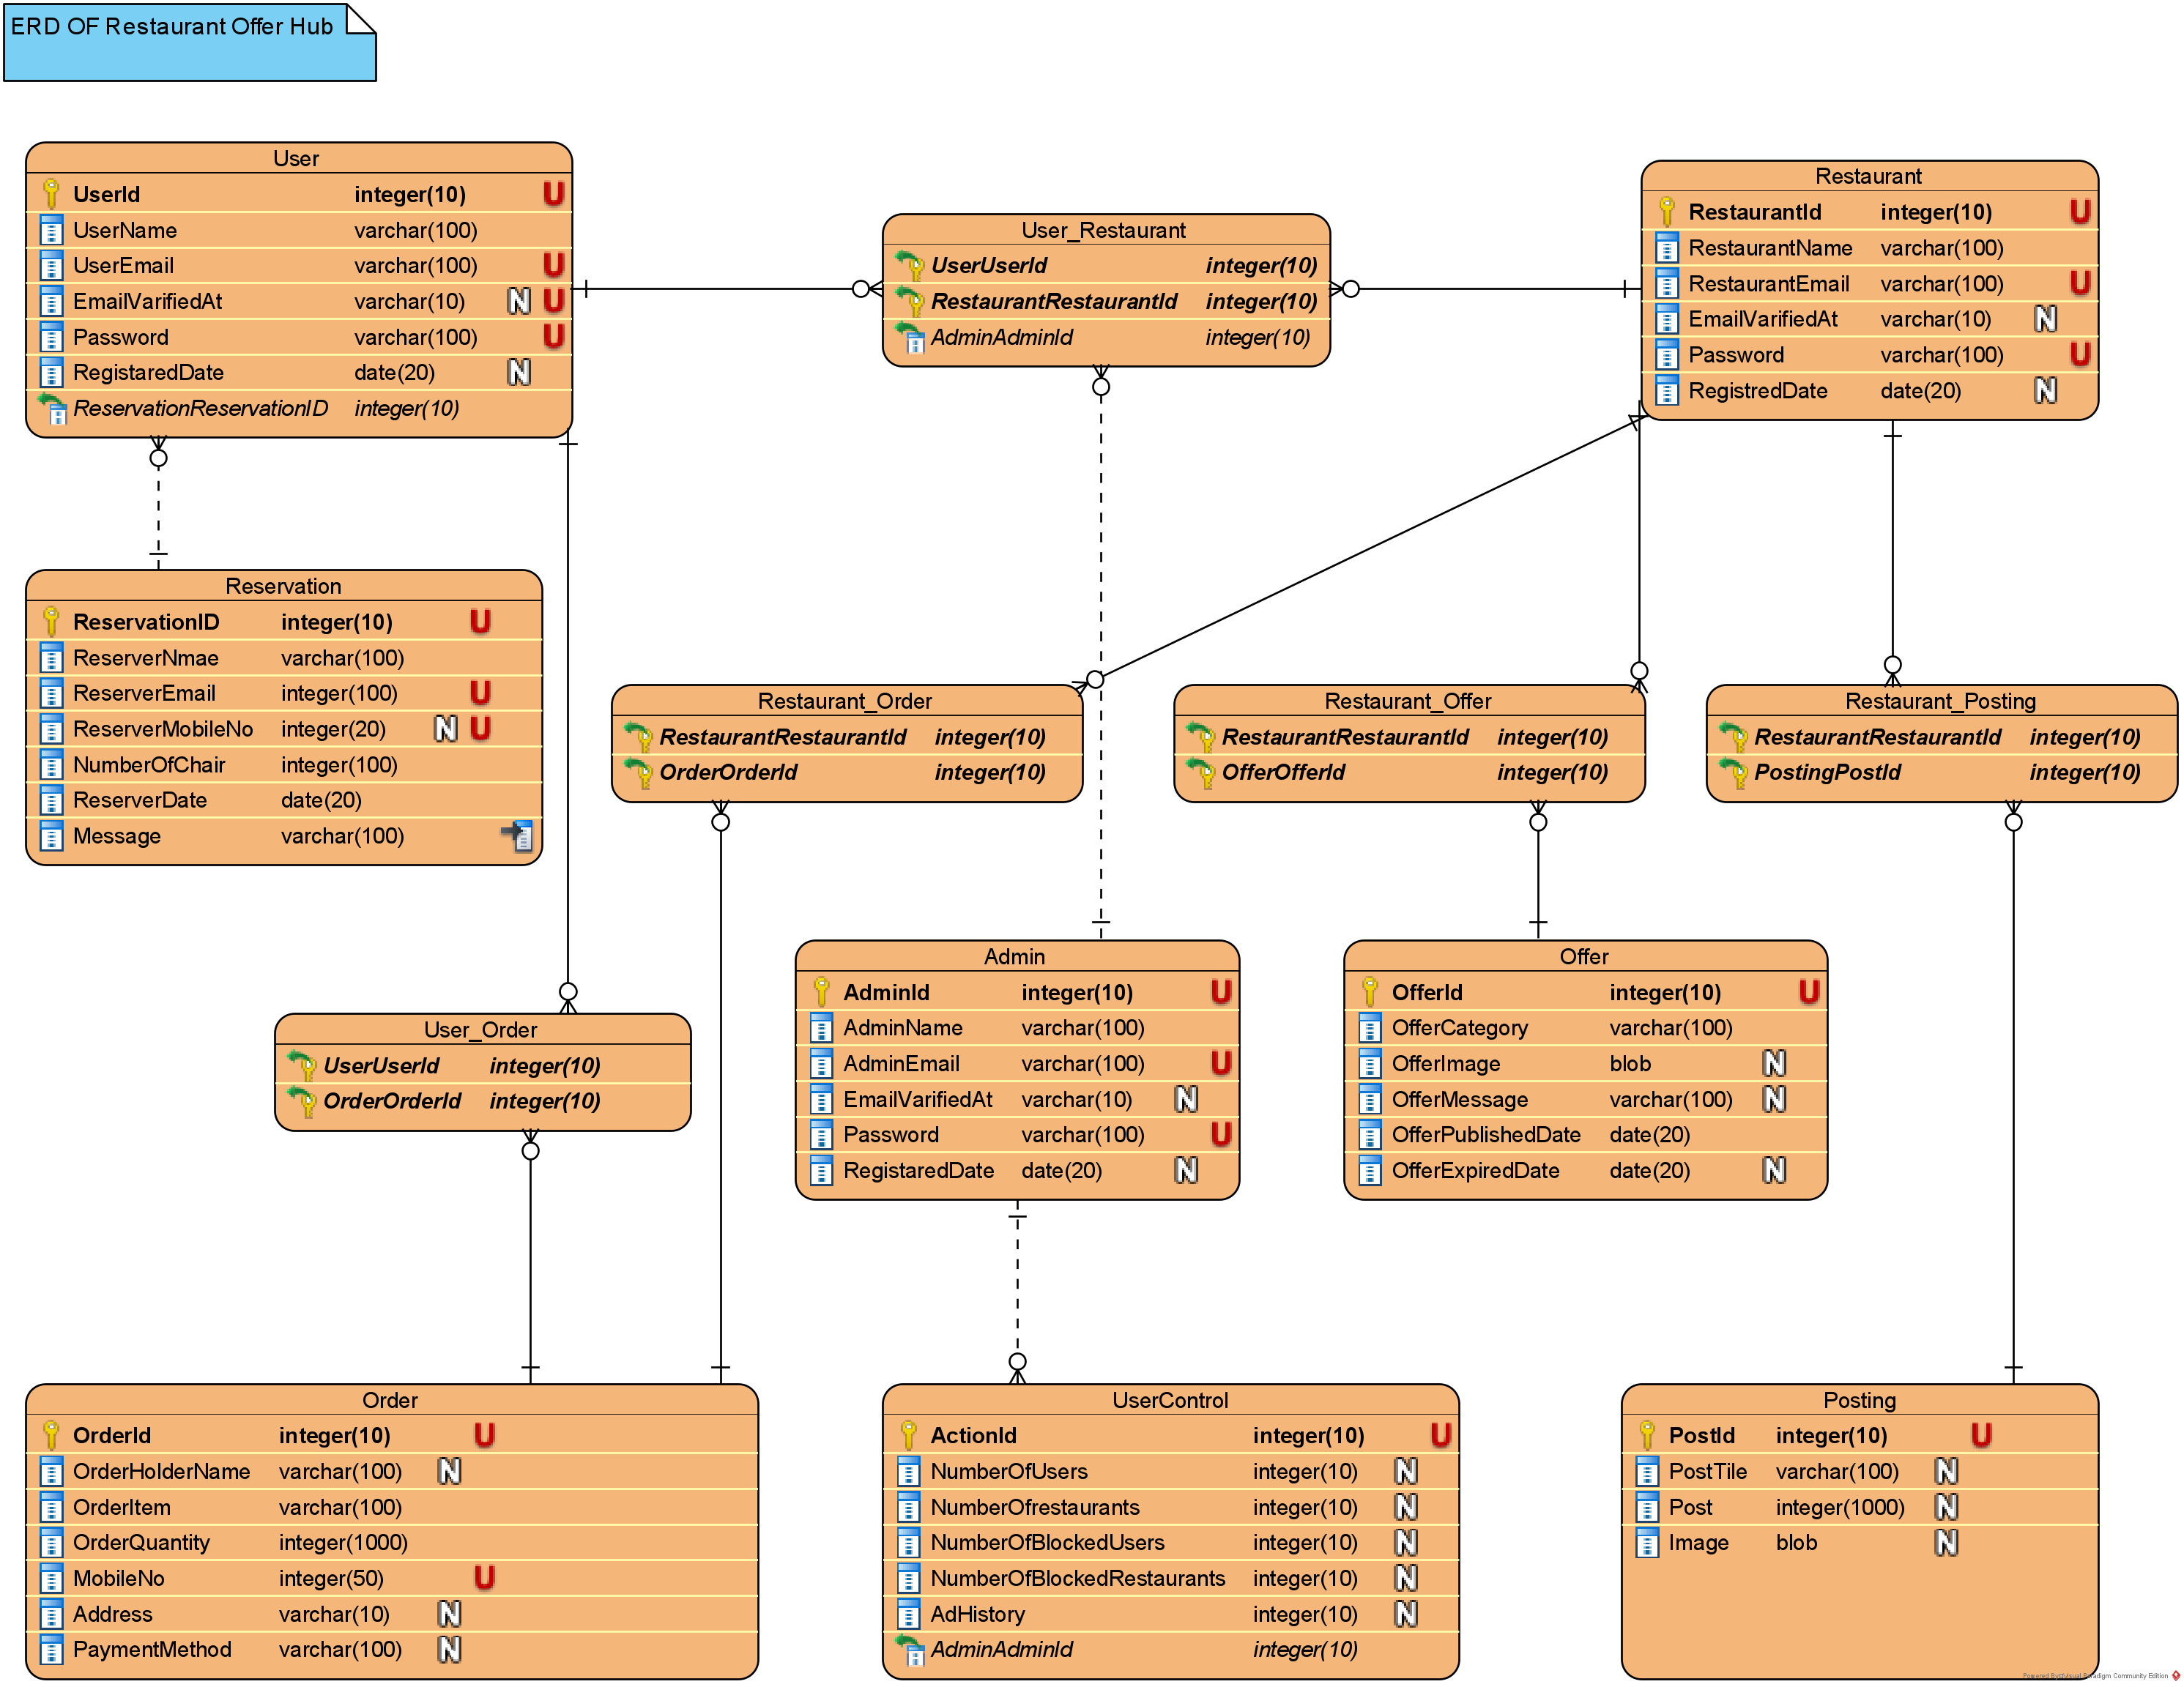 ERD OF Restaurant Offer Hub
User
UserId integer(10) U
UserName varchar(100)
UserEmail varchar(100) U
EmailVarifiedAt varchar(10) N U
Password varchar(100) U
RegistaredDate date(20) N
ReservationReservationID integer(10)
User_Restaurant
UserUserId integer(10)
RestaurantRestaurantId integer(10)
AdminAdminId integer(10)
Restaurant
RestaurantId integer(10) U
RestaurantName varchar(100)
RestaurantEmail varchar(100) U
EmailVarifiedAt varchar(10) N
Password varchar(100) U
RegistredDate date(20) N
Reservation
ReservationID integer(10) U
ReserverNmae varchar(100)
ReserverEmail integer(100) U
ReserverMobileNo integer(20) N U
NumberOfChair integer(100)
ReserverDate date(20)
Message varchar(100)
Restaurant_Order
RestaurantRestaurantId integer(10)
OrderOrderId integer(10)
Restaurant_Offer
RestaurantRestaurantId integer(10)
OfferOfferId integer(10)
Restaurant_Posting
RestaurantRestaurantId integer(10)
PostingPostId integer(10)
User_Order
UserUserId integer(10)
OrderOrderId integer(10)
Admin
AdminId integer(10) U
AdminName varchar(100)
AdminEmail varchar(100) U
EmailVarifiedAt varchar(10) N
Password varchar(100) U
RegistaredDate date(20) N
Offer
OfferId integer(10) U
OfferCategory varchar(100)
OfferImage blob N
OfferMessage varchar(100) N
OfferPublishedDate date(20)
OfferExpiredDate date(20) N
Order
OrderId integer(10) U
OrderHolderName varchar(100) N
OrderItem varchar(100)
OrderQuantity integer(1000)
MobileNo integer(50) U
Address varchar(10) N
PaymentMethod varchar(100) N
UserControl
ActionId integer(10) U
NumberOfUsers integer(10) N
NumberOfrestaurants integer(10) N
NumberOfBlockedUsers integer(10) N
NumberOfBlockedRestaurants integer(10) N
AdHistory integer(10) N
AdminAdminId integer(10)
Posting
PostId integer(10) U
PostTile varchar(100) N
Post integer(1000) N
Image blob N
Powered By Visual Paradigm Community Edition